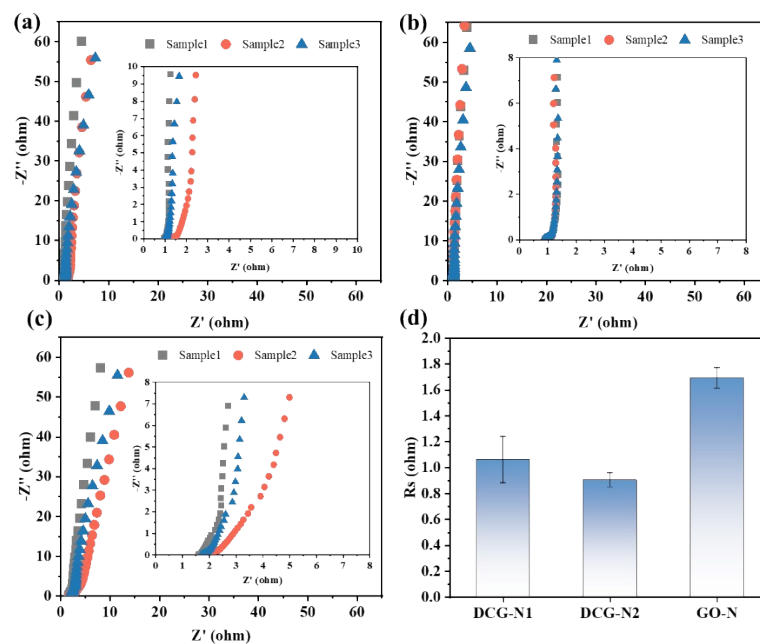 (a)
Sample1 Sample2 Sample3
60
50
40
30
20
10
0
-Z'' (ohm)
0 5 10 15 20 25 30 35 40 45 50 55 60
Z' (ohm)
10
9
8
7
6
5
4
3
2
1
0
-Z'' (ohm)
0 1 2 3 4 5 6 7 8 9 10
Z' (ohm)
(b)
Sample1 Sample2 Sample3
60
50
40
30
20
10
0
-Z'' (ohm)
0 10 20 30 40 50 60
Z' (ohm)
8
6
4
2
0
-Z'' (ohm)
0 1 2 3 4 5 6 7 8
Z' (ohm)
(c)
Sample1 Sample2 Sample3
60
50
40
30
20
10
0
-Z'' (ohm)
0 10 20 30 40 50 60
Z' (ohm)
8
7
6
5
4
3
2
1
0
-Z'' (ohm)
0 1 2 3 4 5 6 7 8
Z' (ohm)
(d)
2.0
1.8
1.6
1.4
1.2
1.0
0.8
0.6
0.4
0.2
0.0
Rs (ohm)
DCG-N1 DCG-N2 GO-N